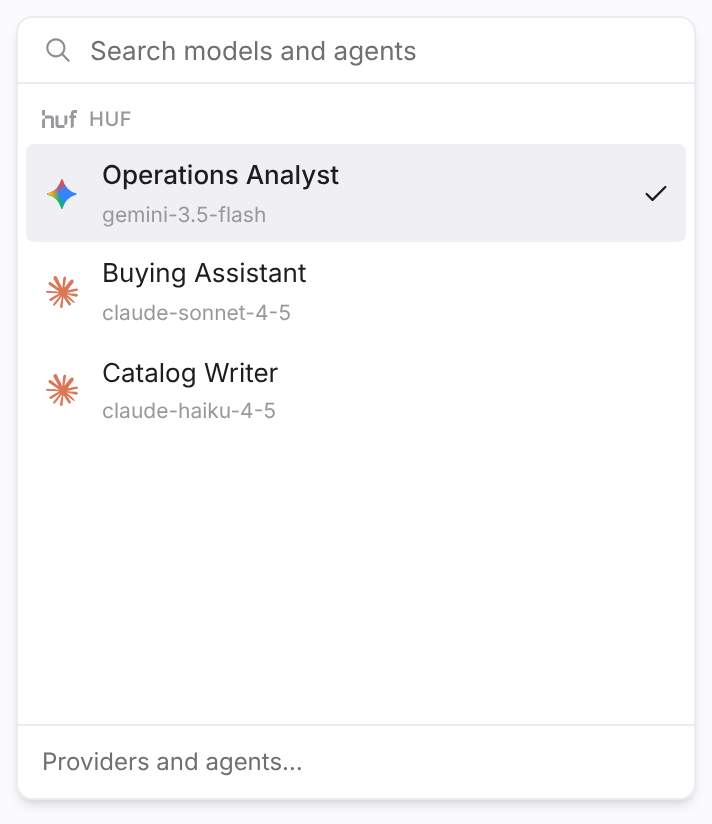 Search models and agents
huf HUF
Operations Analyst
gemini-3.5-flash
Buying Assistant
claude-sonnet-4-5
Catalog Writer
claude-haiku-4-5
Providers and agents...